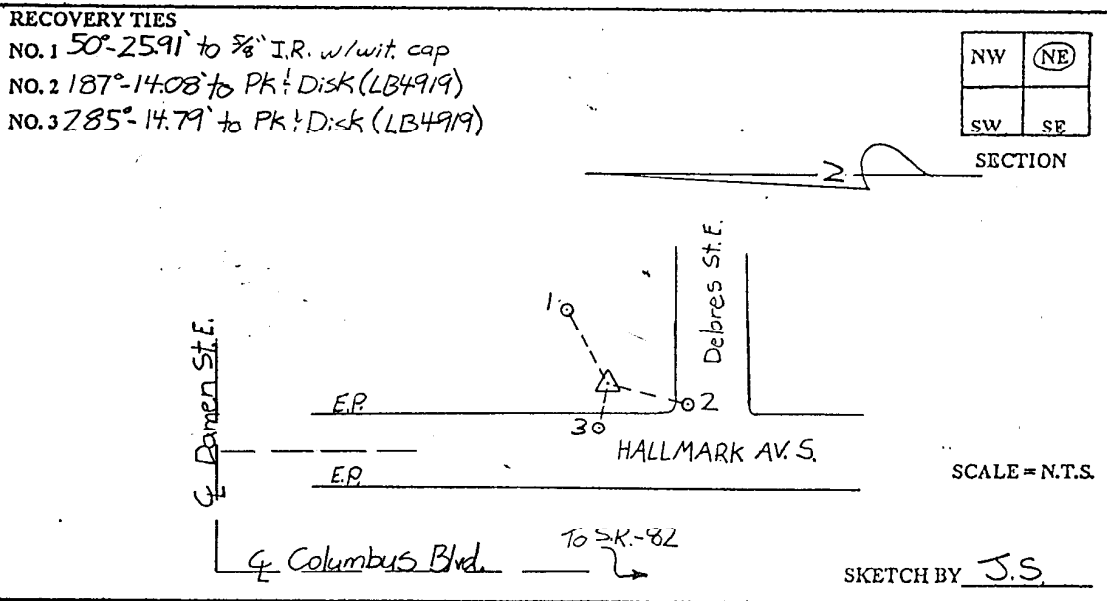 RECOVERY TIES
NO. 1 50°-25.91' to 5/8" I.R. w/wit. cap
NO. 2 187°-14.08' to PK & Disk (LB4919)
NO. 3 285°-14.79' to PK & Disk (LB4919)
NW NE
SW SE
SECTION
N
Delores St. E.
1
Damen St. E.
E.P.
2
3
HALLMARK AV. S.
E.P.
SCALE = N.T.S.
To S.R.-82
℄ Columbus Blvd.
SKETCH BY J.S.